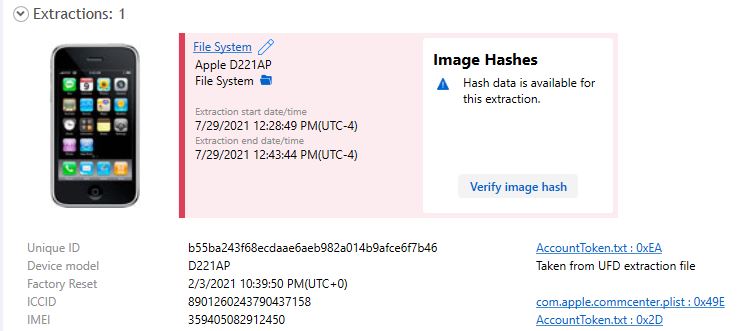 Extractions: 1
File System
Apple D221AP
File System
Extraction start date/time
7/29/2021 12:28:49 PM(UTC-4)
Extraction end date/time
7/29/2021 12:43:44 PM(UTC-4)
Image Hashes
Hash data is available for
this extraction.
Verify image hash
Unique ID b55ba243f68ecdaae6aeb982a014b9afce6f7b46 AccountToken.txt : 0xEA
Device model D221AP Taken from UFD extraction file
Factory Reset 2/3/2021 10:39:50 PM(UTC+0)
ICCID 8901260243790437158 com.apple.commcenter.plist : 0x49E
IMEI 359405082912450 AccountToken.txt : 0x2D